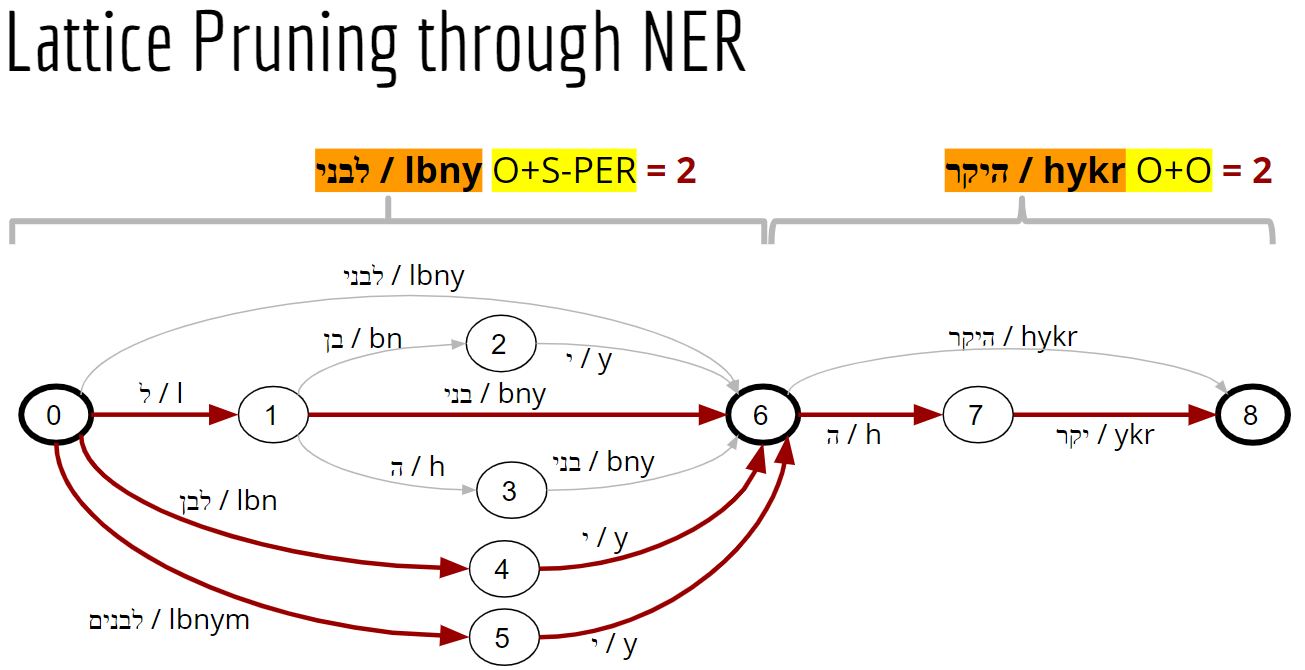 Lattice Pruning through NER
לבני / lbny O+S-PER = 2
היקר / hykr O+O = 2
לבני / lbny
בן / bn
2
י / y
היקר / hykr
0
ל / l
1
בני / bny
6
ה / h
7
יקר / ykr
8
ה / h
3
בני / bny
לבן / lbn
4
י / y
לבנים / lbnym
5
י / y